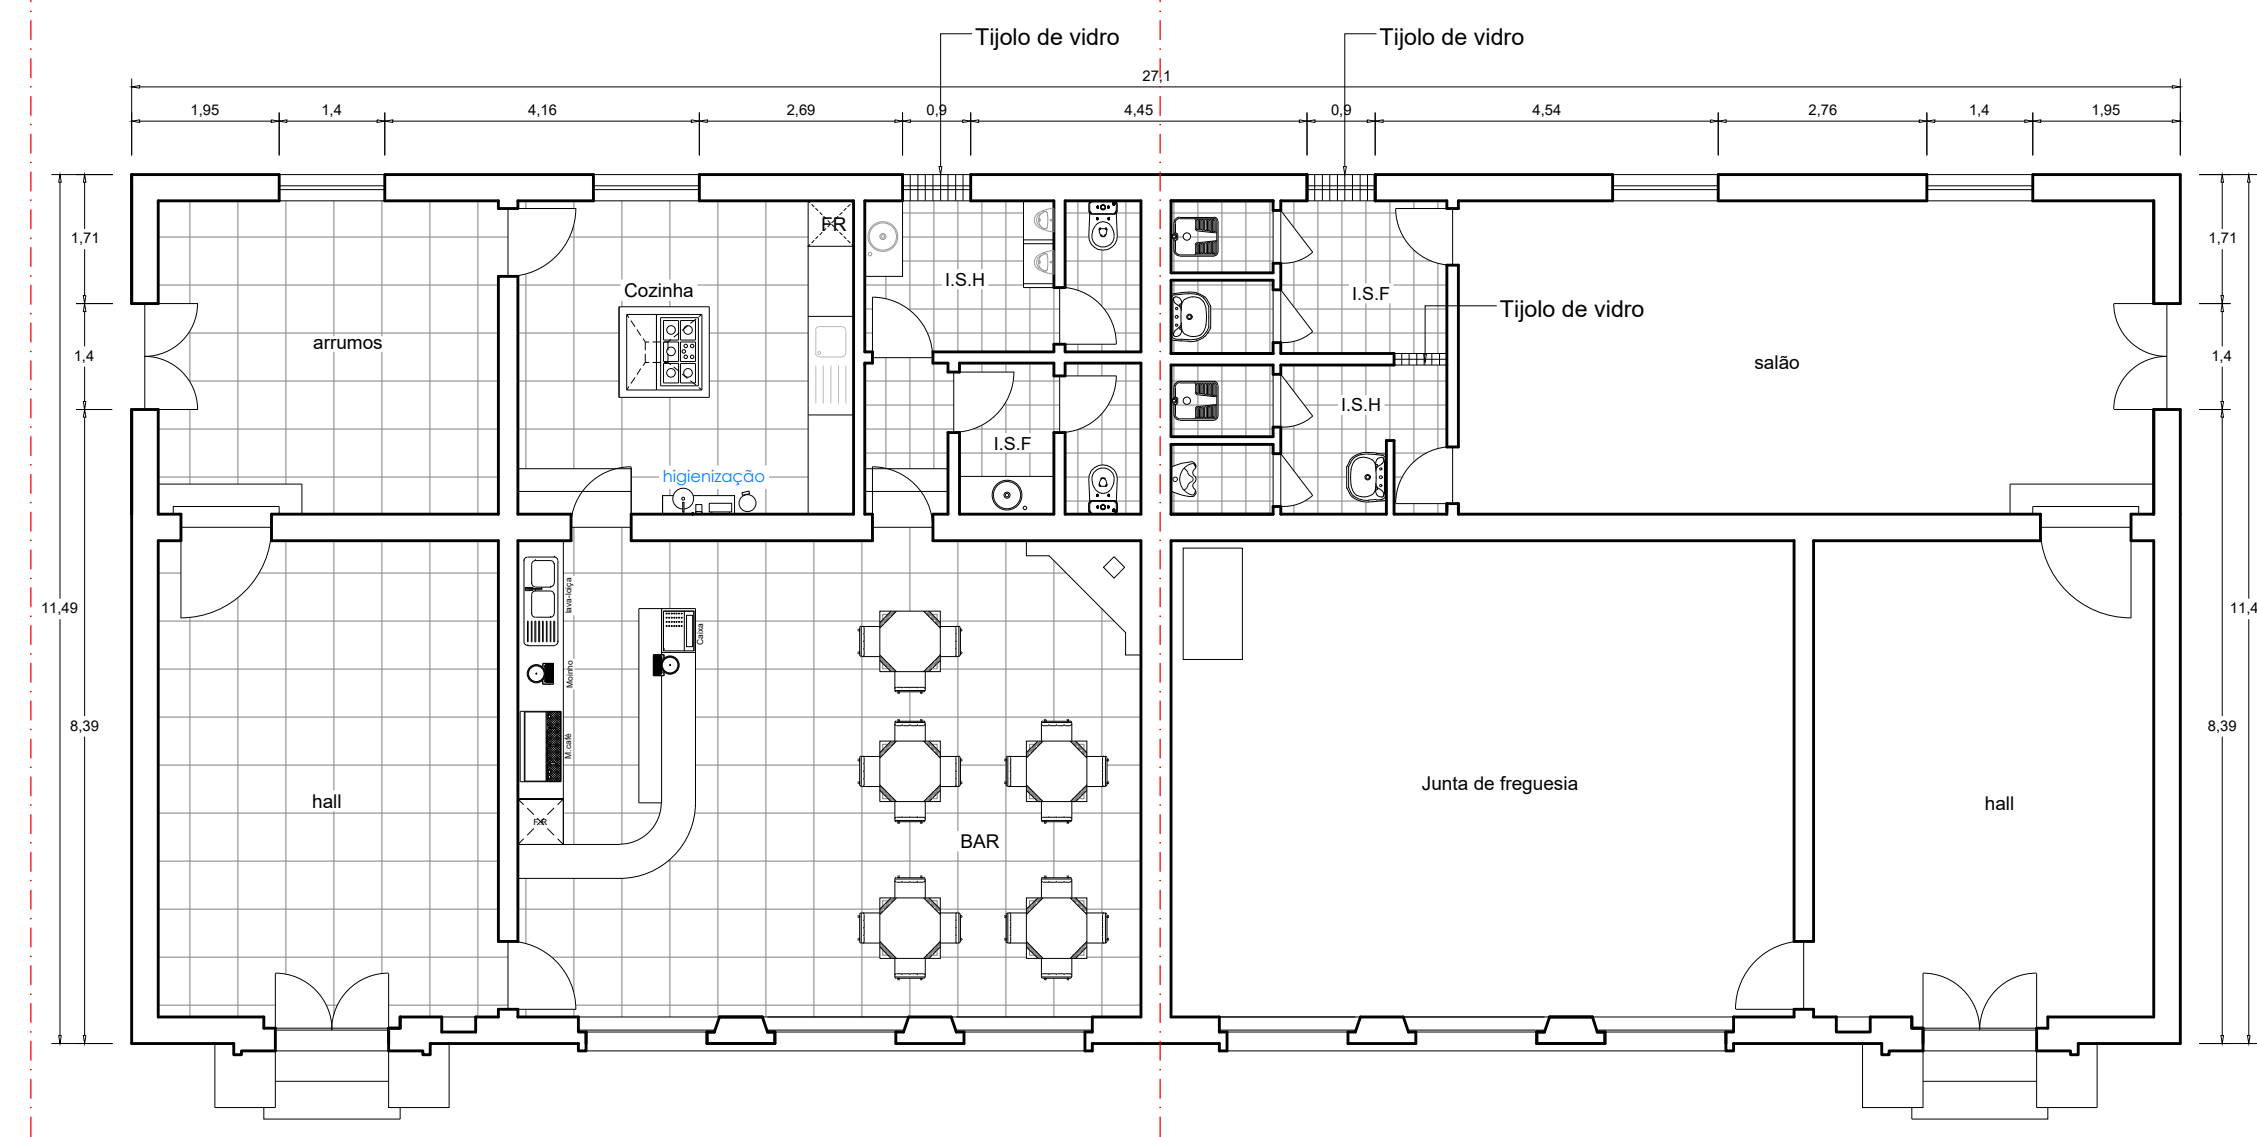 Tijolo de vidro
Tijolo de vidro
27,1
1,95
1,4
4,16
2,69
0,9
4,45
0,9
4,54
2,76
1,4
1,95
FR
1,71
1,71
I.S.H
Cozinha
I.S.F
Tijolo de vidro
arrumos
1,4
1,4
salão
I.S.H
I.S.F
higienização
lava-loiça
11,49
11,4
Caixa
Moinho
8,39
8,39
M.café
Junta de freguesia
hall
hall
FR
BAR